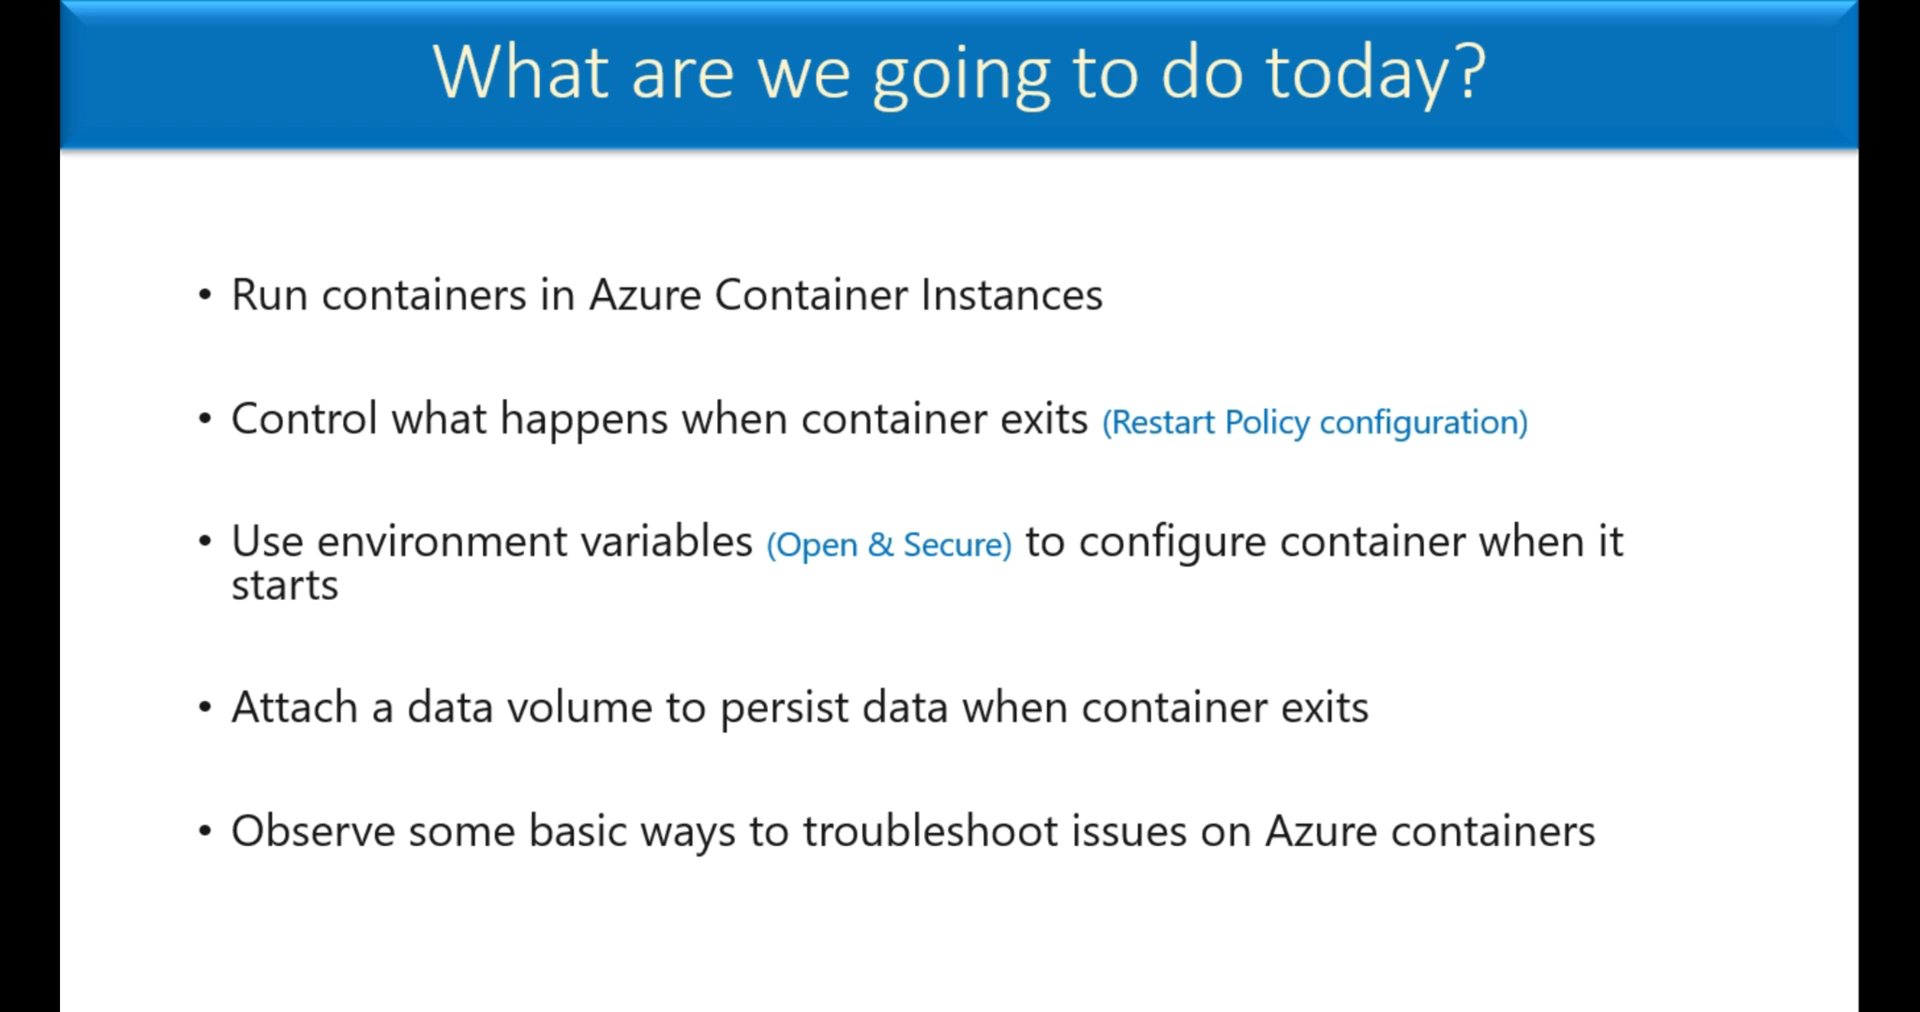 What are we going to do today?
• Run containers in Azure Container Instances
• Control what happens when container exits (Restart Policy configuration)
• Use environment variables (Open & Secure) to configure container when it
starts
• Attach a data volume to persist data when container exits
• Observe some basic ways to troubleshoot issues on Azure containers